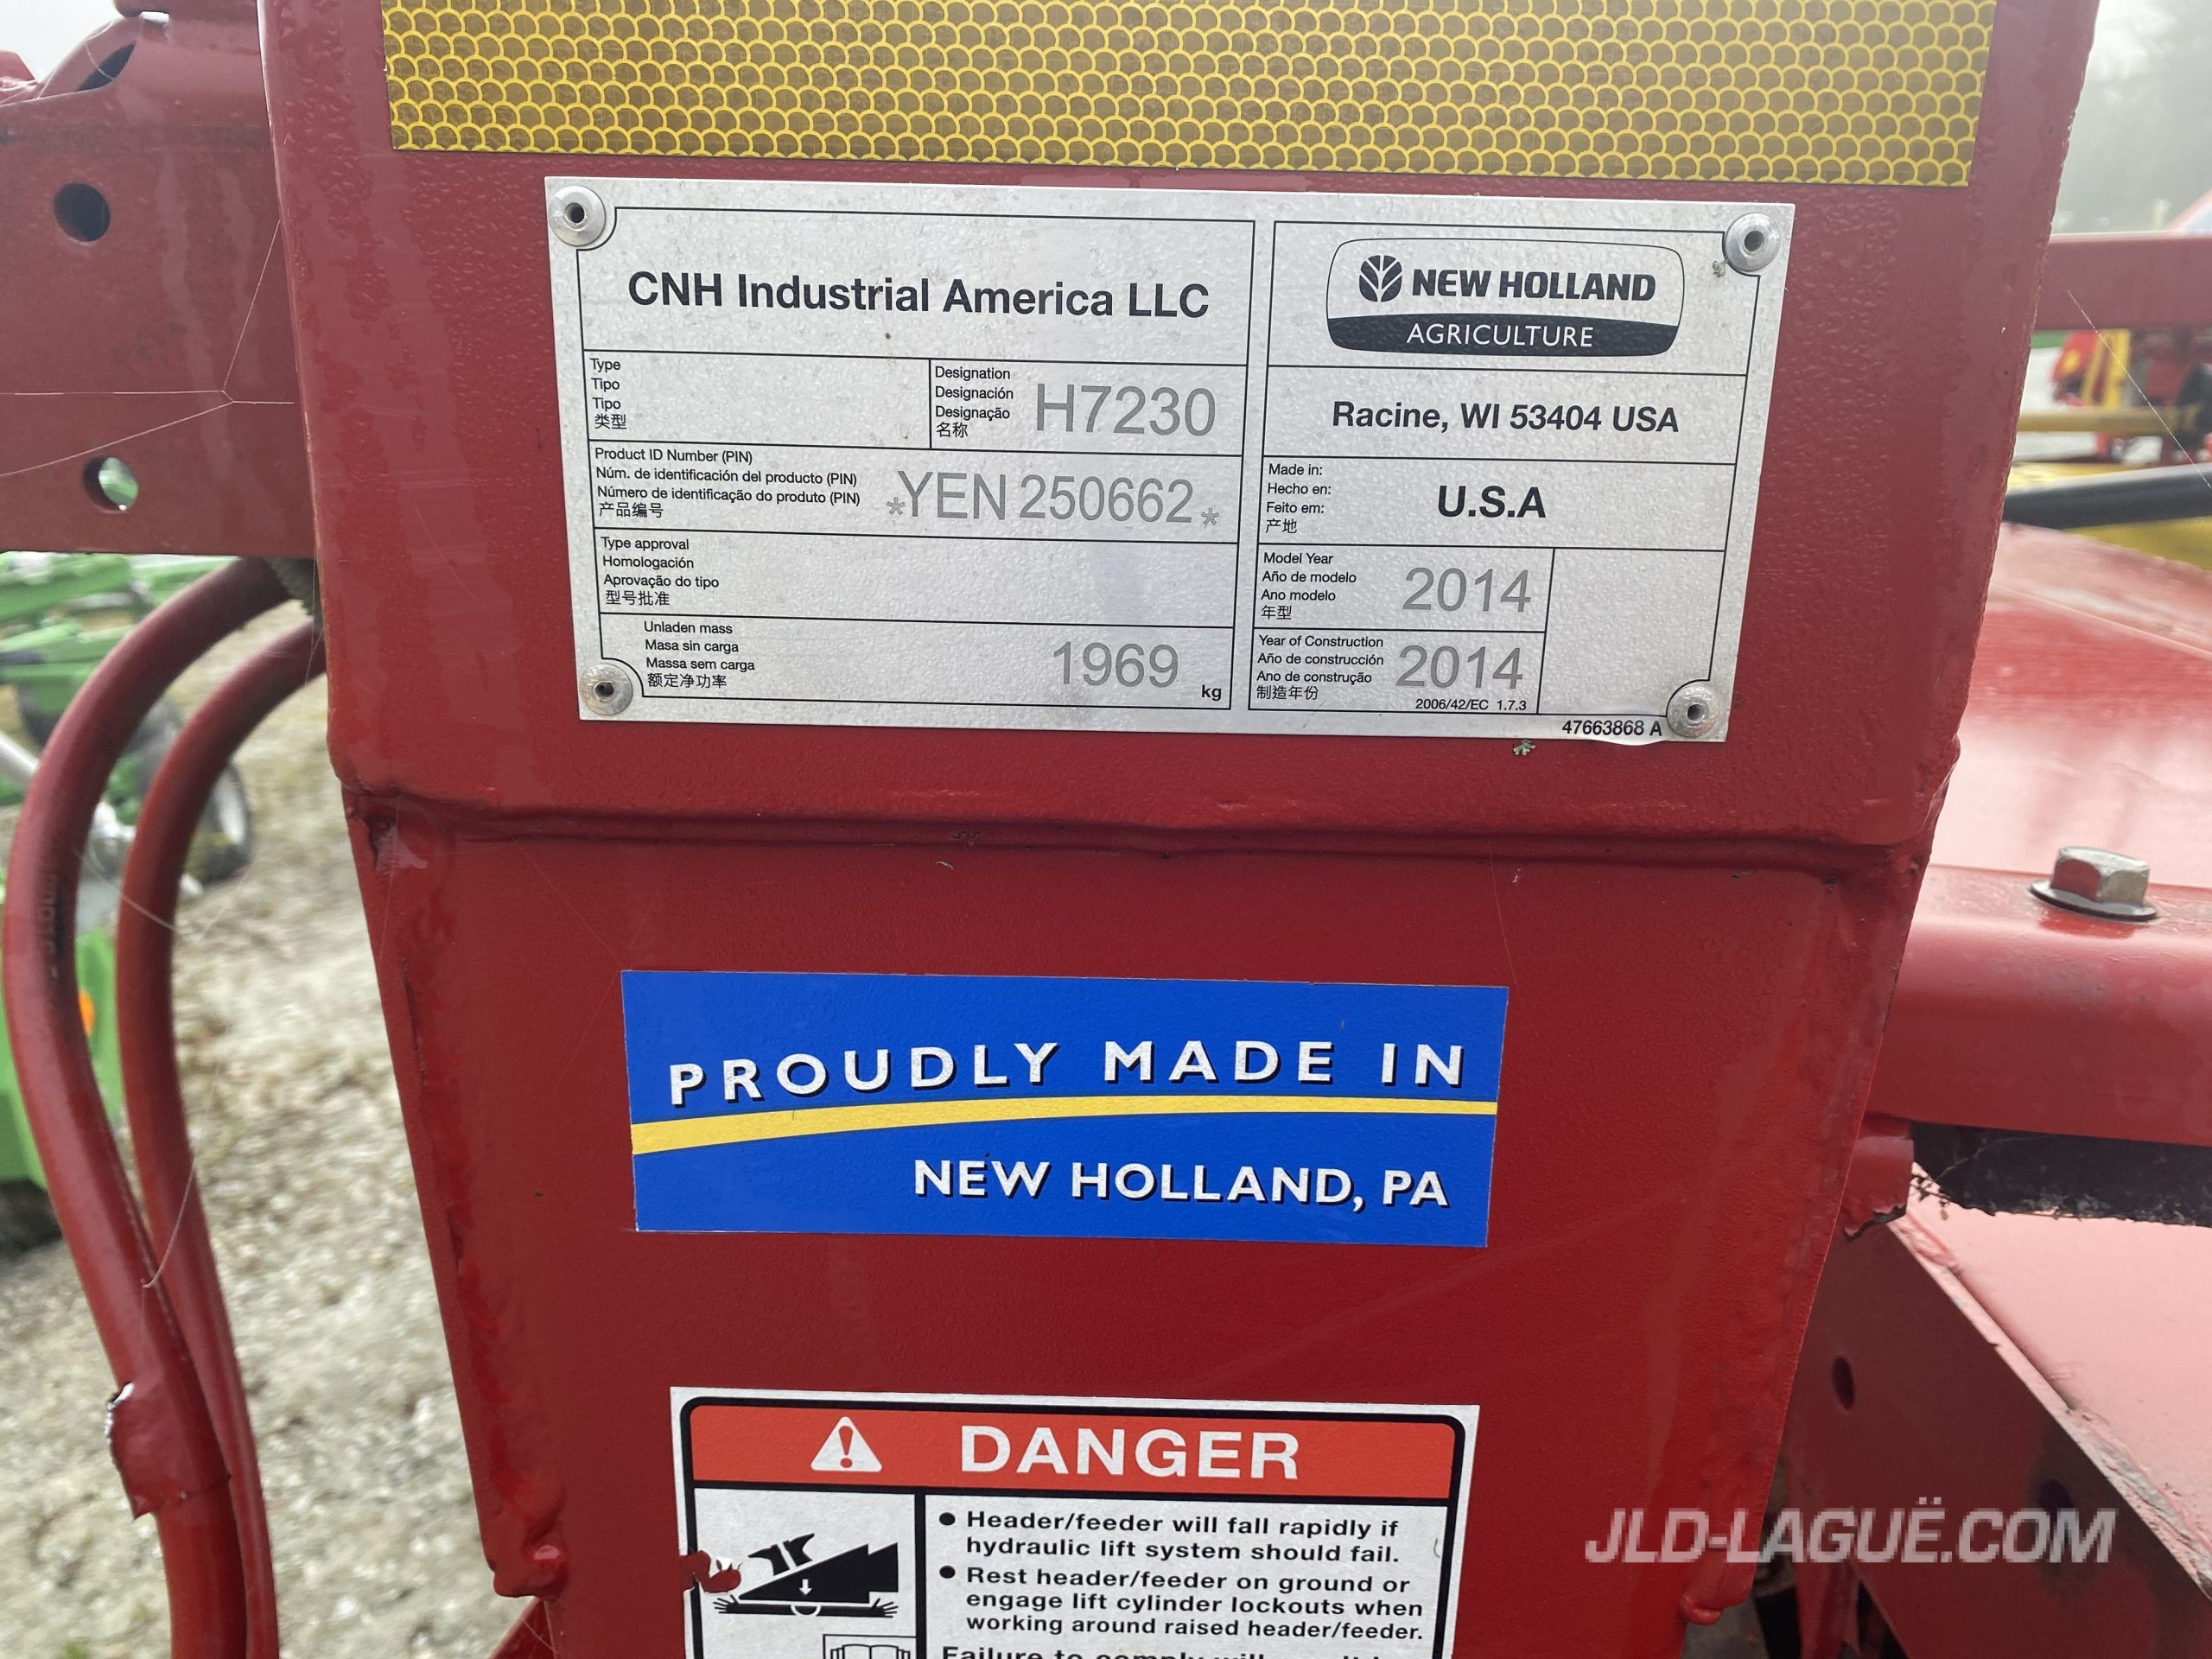 CNH Industrial America LLC
Type
Tipo
Tipo
类型
Designation
Designación
Designação
名称
H7230
Product ID Number (PIN)
Núm. de identificación del producto (PIN)
Número de identificação do produto (PIN)
产品编号
*YEN250662*
Type approval
Homologación
Aprovação do tipo
型号批准
Unladen mass
Masa sin carga
Massa sem carga
额定净功率
1969
kg
NEW HOLLAND
AGRICULTURE
Racine, WI 53404 USA
Made in:
Hecho en:
Feito em:
产地
U.S.A
Model Year
Año de modelo
Ano modelo
年型
2014
Year of Construction
Año de construcción
Ano de construção
制造年份
2014
2006/42/EC 1.7.3
47663868 A
PROUDLY MADE IN
NEW HOLLAND, PA
DANGER
• Header/feeder will fall rapidly if
hydraulic lift system should fail.
• Rest header/feeder on ground or
engage lift cylinder lockouts when
working around raised header/feeder.
Failure to comply will
JLD-LAGUË.COM